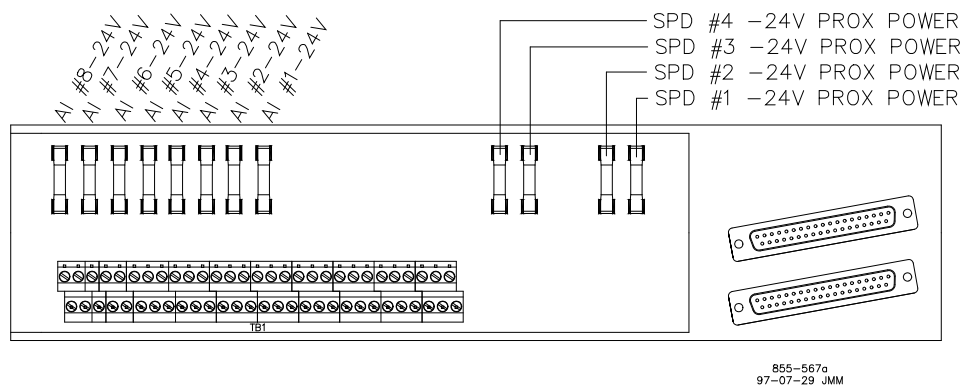 AI #8-24V
AI #7-24V
AI #6-24V
AI #5-24V
AI #4-24V
AI #3-24V
AI #2-24V
AI #1-24V
SPD #4 -24V PROX POWER
SPD #3 -24V PROX POWER
SPD #2 -24V PROX POWER
SPD #1 -24V PROX POWER
TB1
855-567a
97-07-29 JMM